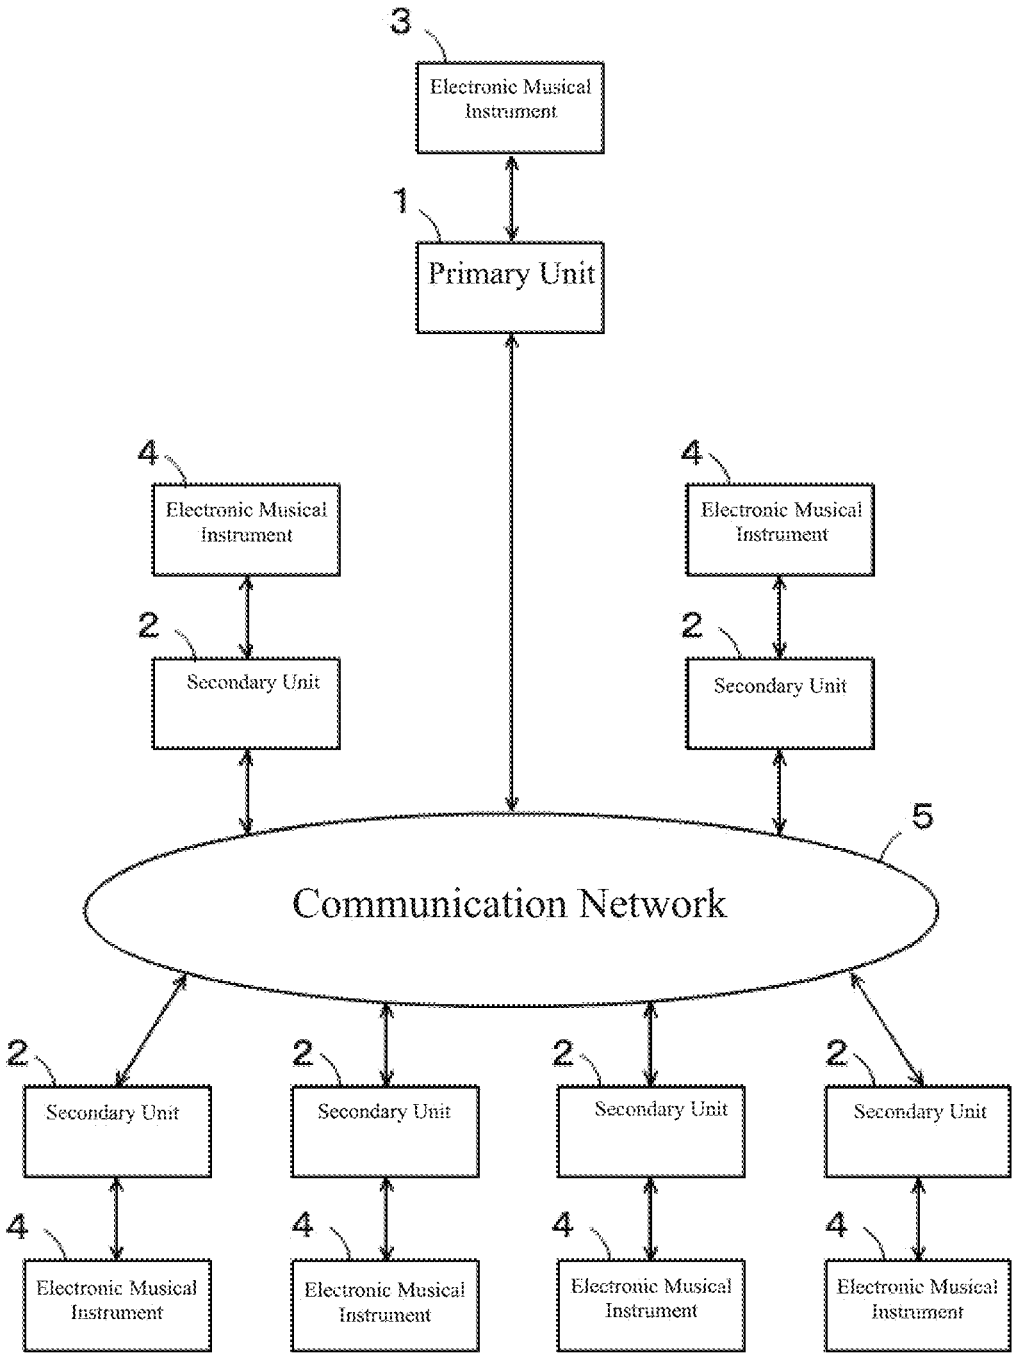 3
Electronic Musical
Instrument
1
Primary Unit
4
4
Electronic Musical
Instrument
Electronic Musical
Instrument
2
2
Secondary Unit
Secondary Unit
5
Communication Network
2
2
2
2
Secondary Unit
Secondary Unit
Secondary Unit
Secondary Unit
4
4
4
4
Electronic Musical
Instrument
Electronic Musical
Instrument
Electronic Musical
Instrument
Electronic Musical
Instrument